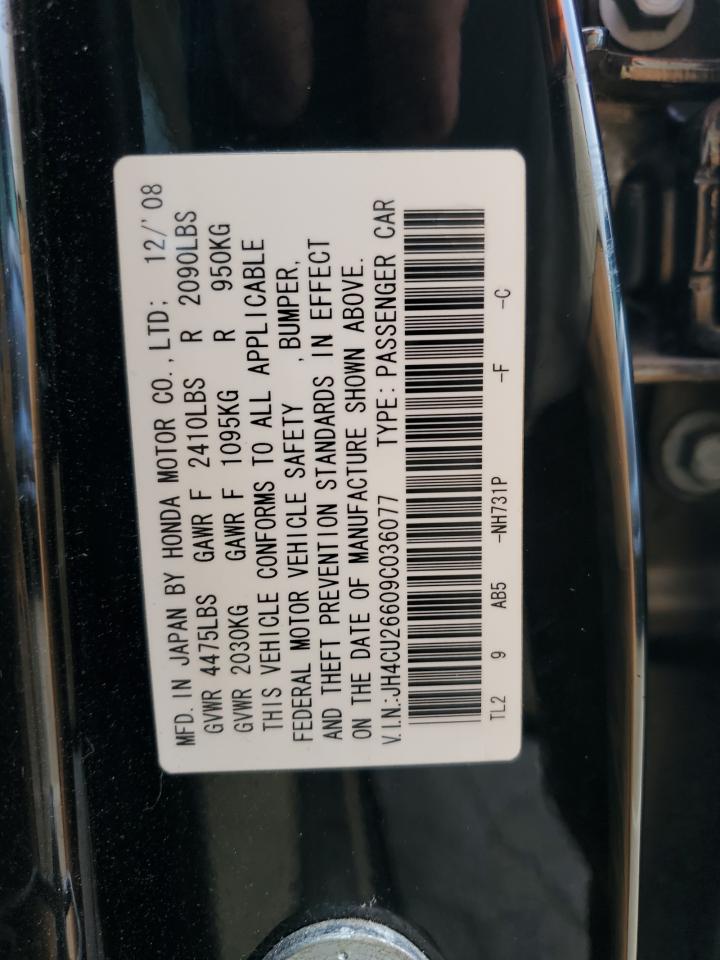 MFD. IN JAPAN BY HONDA MOTOR CO., LTD; 12/'08
GVWR 4475LBS GAWR F 2410LBS R 2090LBS
GVWR 2030KG GAWR F 1095KG R 950KG
THIS VEHICLE CONFORMS TO ALL APPLICABLE
FEDERAL MOTOR VEHICLE SAFETY , BUMPER,
AND THEFT PREVENTION STANDARDS IN EFFECT
ON THE DATE OF MANUFACTURE SHOWN ABOVE.
V.I.N.:JH4CU26609C036077 TYPE: PASSENGER CAR
TL2 9 AB5 -NH731P -F -C